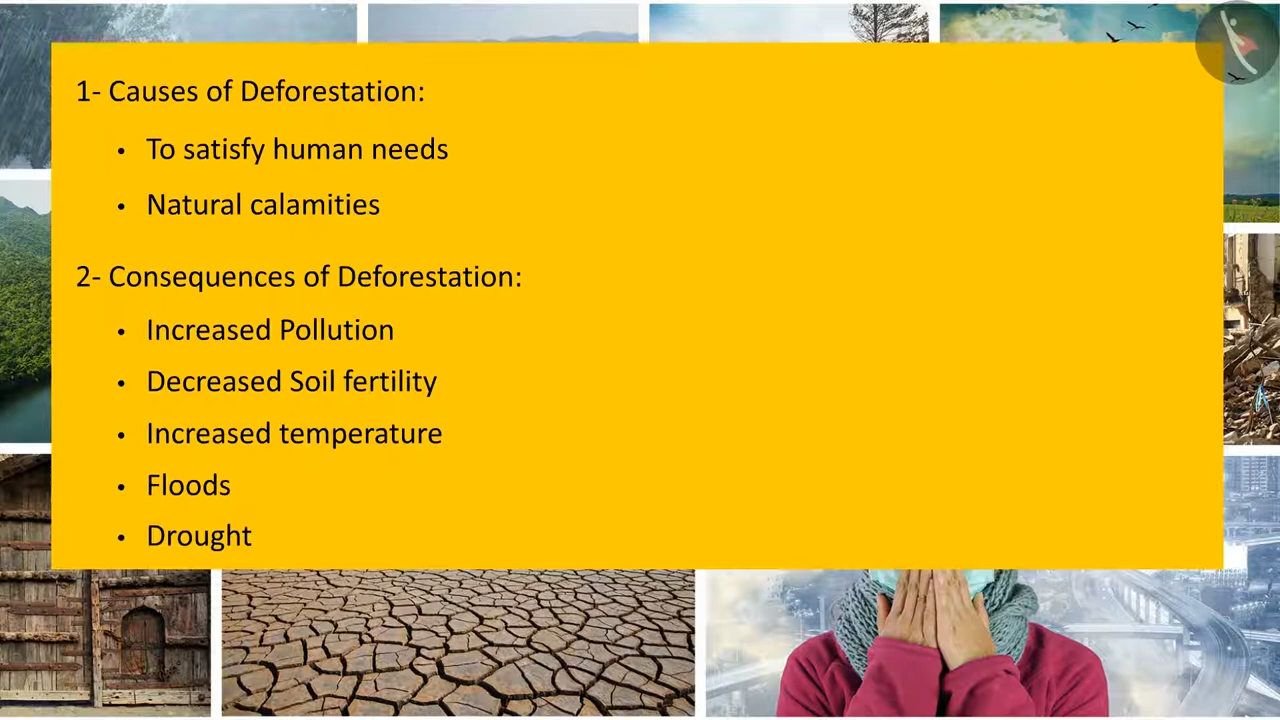 1- Causes of Deforestation:
• To satisfy human needs
• Natural calamities
2- Consequences of Deforestation:
• Increased Pollution
• Decreased Soil fertility
• Increased temperature
• Floods
• Drought